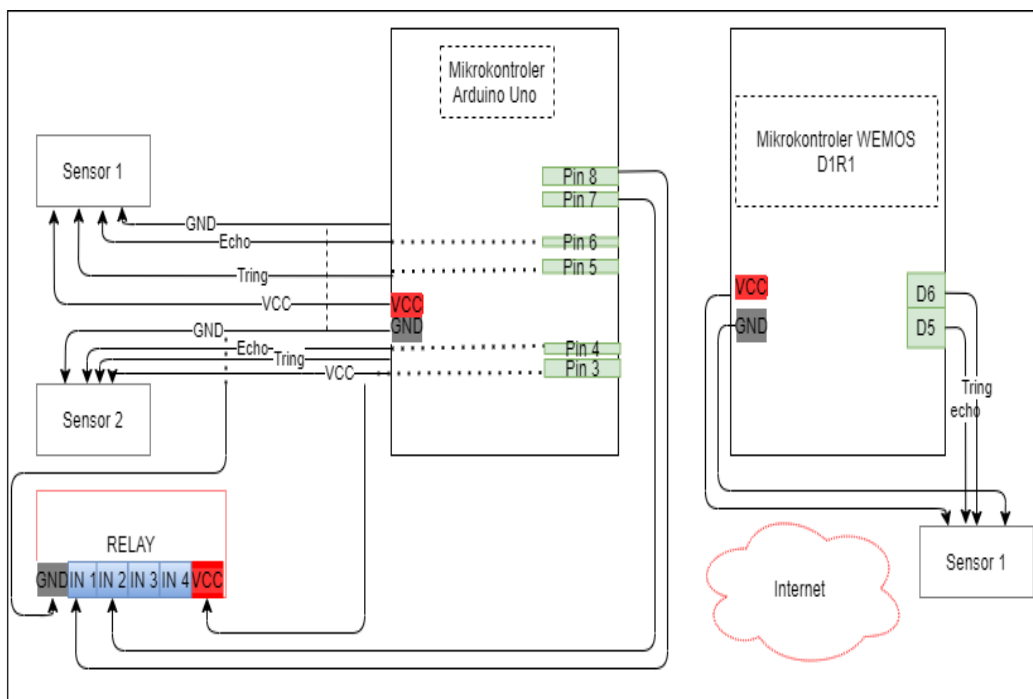 Mikrokontroler
Arduino Uno
Mikrokontroler WEMOS
D1R1
Sensor 1
Pin 8
Pin 7
GND
Echo
Pin 6
Tring
Pin 5
VCC
VCC
GND
GND
Echo
Pin 4
Tring
VCC
Pin 3
Sensor 2
VCC
GND
D6
D5
Tring
echo
RELAY
GND
IN 1
IN 2
IN 3
IN 4
VCC
Internet
Sensor 1